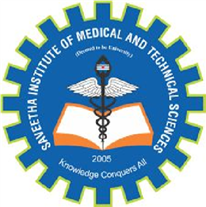 SAVEETHA INSTITUTE OF MEDICAL AND TECHNICAL SCIENCES
(Deemed to be University)
2005
Knowledge Conquers All